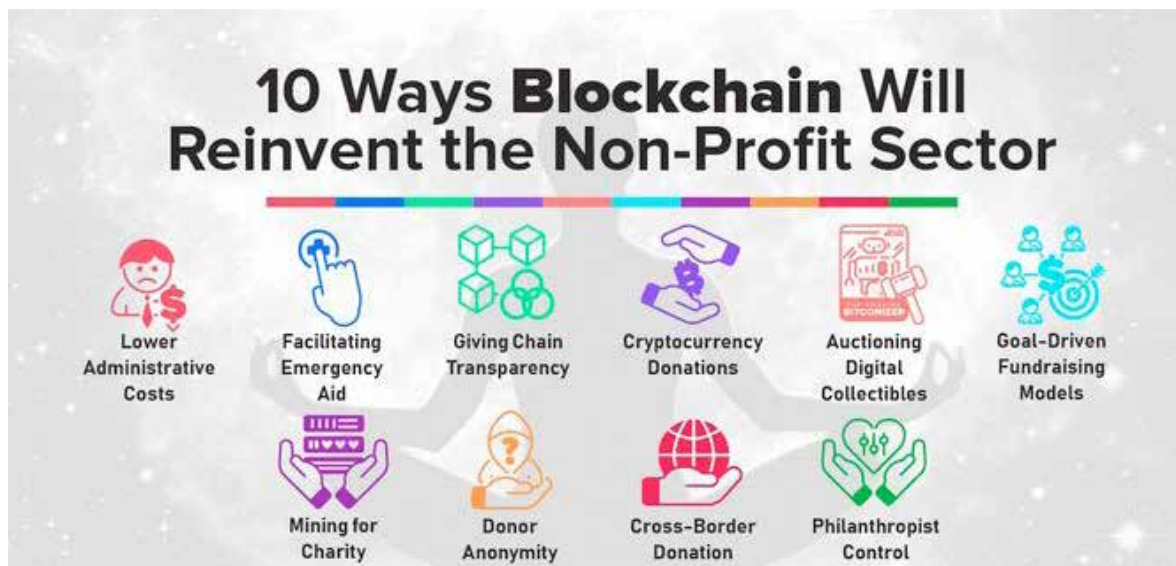 10 Ways Blockchain Will
Reinvent the Non-Profit Sector
Lower
Administrative
Costs
Facilitating
Emergency
Aid
Giving Chain
Transparency
Cryptocurrency
Donations
Auctioning
Digital
Collectibles
BITCONIZER
Goal-Driven
Fundraising
Models
Mining for
Charity
Donor
Anonymity
Cross-Border
Donation
Philanthropist
Control